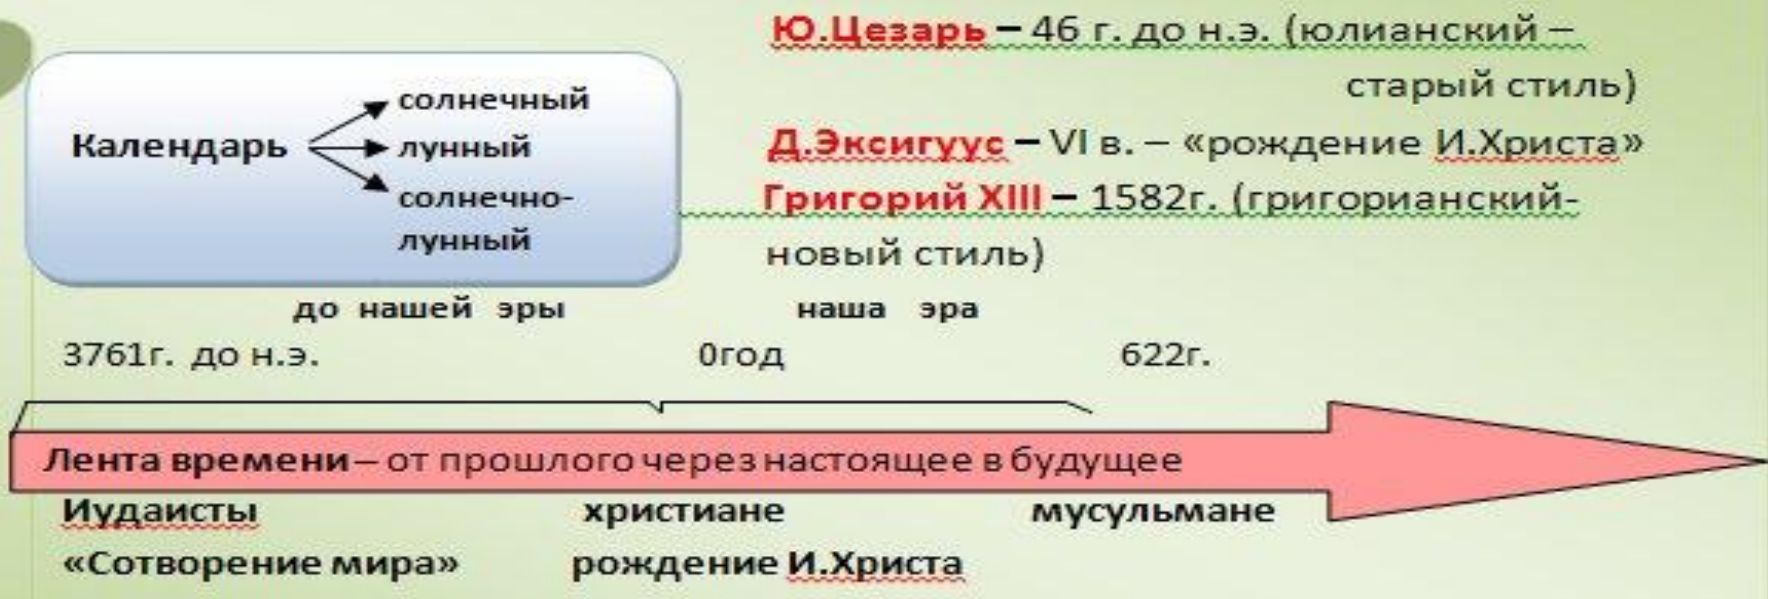 Календарь
солнечный
лунный
солнечно-
лунный
Ю.Цезарь – 46 г. до н.э. (юлианский –
старый стиль)
Д.Эксигуус – VI в. – «рождение И.Христа»
Григорий XIII – 1582г. (григорианский-
новый стиль)
до нашей эры наша эра
3761г. до н.э. 0год 622г.
Лента времени – от прошлого через настоящее в будущее
Иудаисты христиане мусульмане
«Сотворение мира» рождение И.Христа